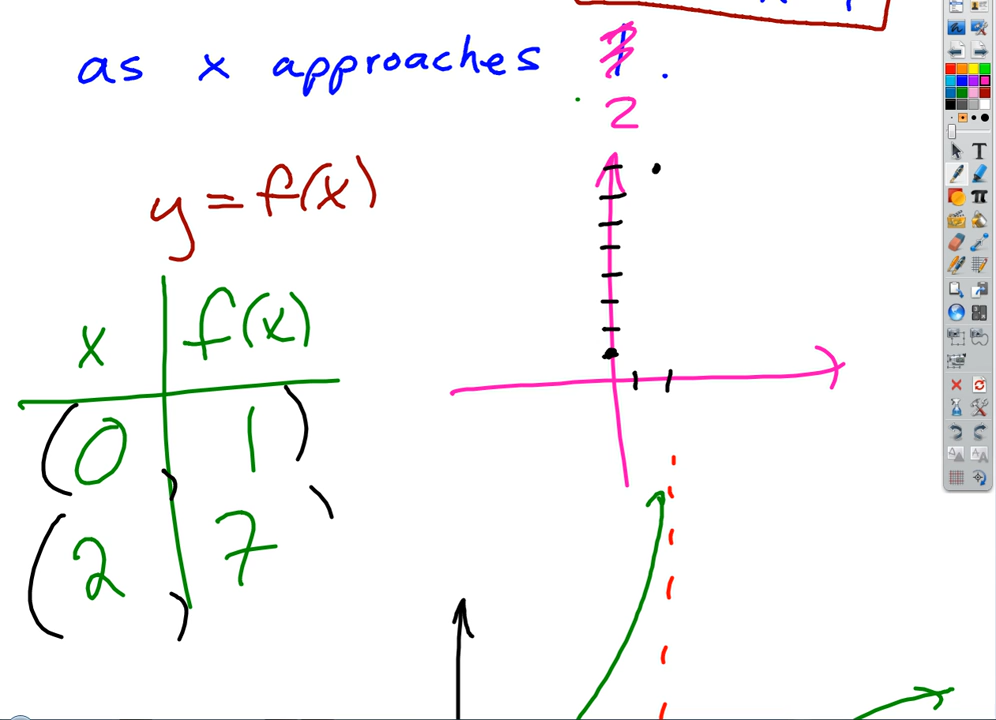 as x approaches
2
y = f(x)
x f(x)
(0, 1)
(2, 7)